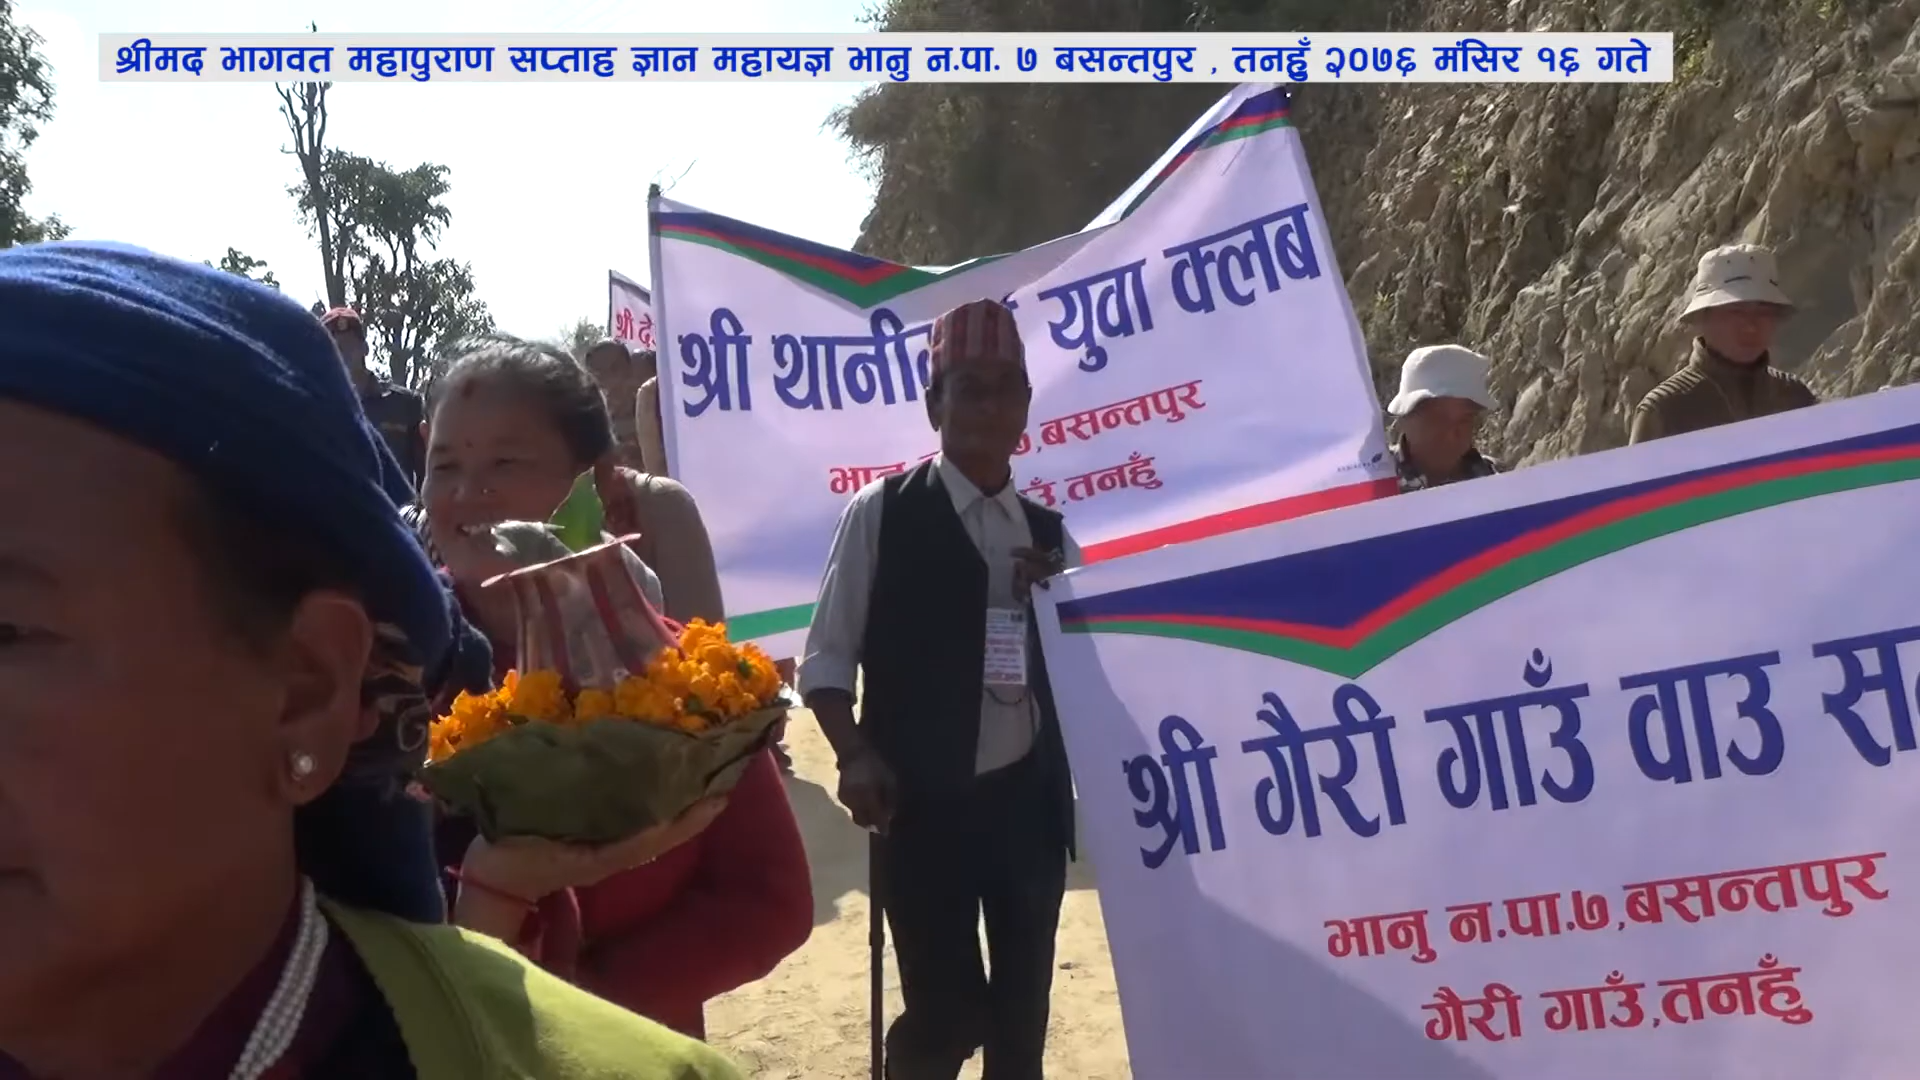 श्रीमद भागवत महापुराण सप्ताह ज्ञान महायज्ञ भानु न.पा. ७ बसन्तपुर , तनहुँ २०७६ मंसिर १६ गते
श्री
युवा क्लब
७,बसन्तपुर
तनहुँ
श्री गैरी गाउँ वाउ
भानु न.पा.७,बसन्तपुर
गैरी गाउँ,तनहुँ